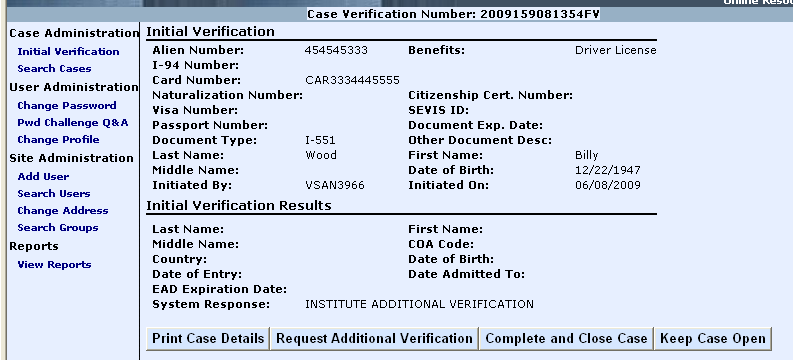 Online Resou
Case Verification Number: 2009159081354FV
Case Administration
Initial Verification
Search Cases
User Administration
Change Password
Pwd Challenge Q&A
Change Profile
Site Administration
Add User
Search Users
Change Address
Search Groups
Reports
View Reports
Initial Verification
Alien Number: 454545333 Benefits: Driver License
I-94 Number:
Card Number: CAR3334445555
Naturalization Number: Citizenship Cert. Number:
Visa Number: SEVIS ID:
Passport Number: Document Exp. Date:
Document Type: I-551 Other Document Desc:
Last Name: Wood First Name: Billy
Middle Name: Date of Birth: 12/22/1947
Initiated By: VSAN3966 Initiated On: 06/08/2009
Initial Verification Results
Last Name: First Name:
Middle Name: COA Code:
Country: Date of Birth:
Date of Entry: Date Admitted To:
EAD Expiration Date:
System Response: INSTITUTE ADDITIONAL VERIFICATION
Print Case Details Request Additional Verification Complete and Close Case Keep Case Open